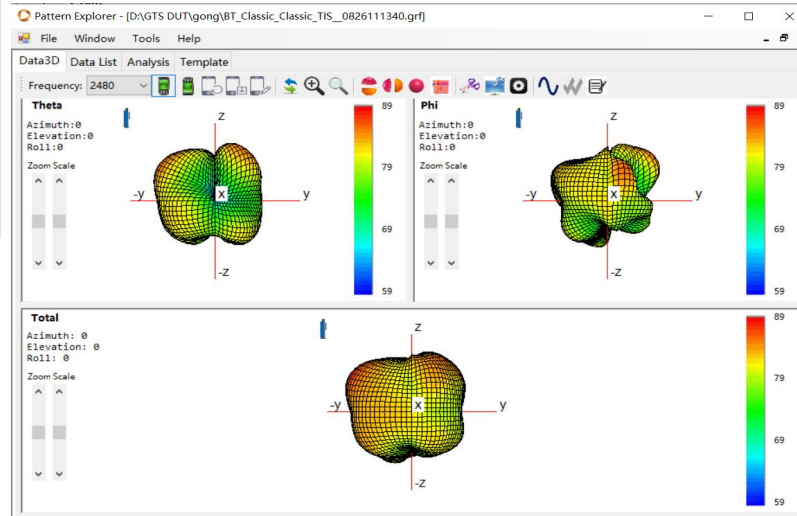 Pattern Explorer - [D:\GTS DUT\gong\BT_Classic_Classic_TIS__0826111340.grf]
File Window Tools Help
Data3D Data List Analysis Template
Frequency: 2480
Theta
Azimuth:0
Elevation:0
Roll:0
Zoom Scale
z
-y
x
y
-z
89
79
69
59
Phi
Azimuth:0
Elevation:0
Roll:0
Zoom Scale
z
-y
x
y
-z
89
79
69
59
Total
Azimuth: 0
Elevation: 0
Roll: 0
Zoom Scale
z
-y
x
y
-z
89
79
69
59